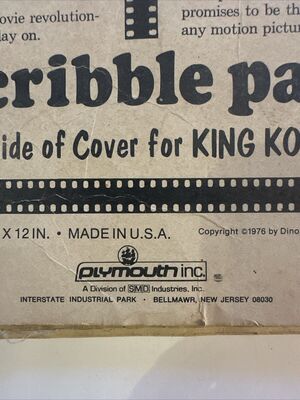 ovie revolution-
lay on.
promises to be th
any motion pictur
cribble pa
ide of Cover for KING KO
X 12 IN. • MADE IN U.S.A.
Copyright ©1976 by Dino
plymouth inc.
A Division of SMD Industries, Inc.
INTERSTATE INDUSTRIAL PARK • BELLMAWR, NEW JERSEY 08030